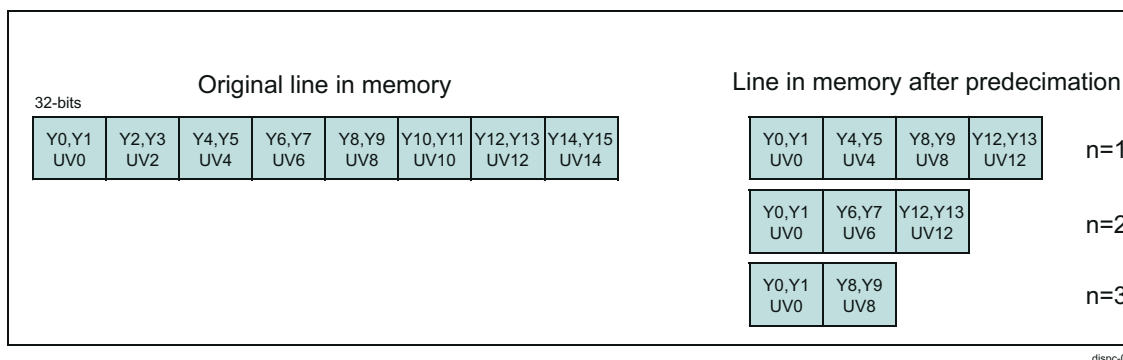 Original line in memory
32-bits
Y0,Y1 Y2,Y3 Y4,Y5 Y6,Y7 Y8,Y9 Y10,Y11 Y12,Y13 Y14,Y15
UV0 UV2 UV4 UV6 UV8 UV10 UV12 UV14
Line in memory after predecimation
Y0,Y1 Y4,Y5 Y8,Y9 Y12,Y13 n=1
UV0 UV4 UV8 UV12
Y0,Y1 Y6,Y7 Y12,Y13 n=2
UV0 UV6 UV12
Y0,Y1 Y8,Y9 n=3
UV0 UV8